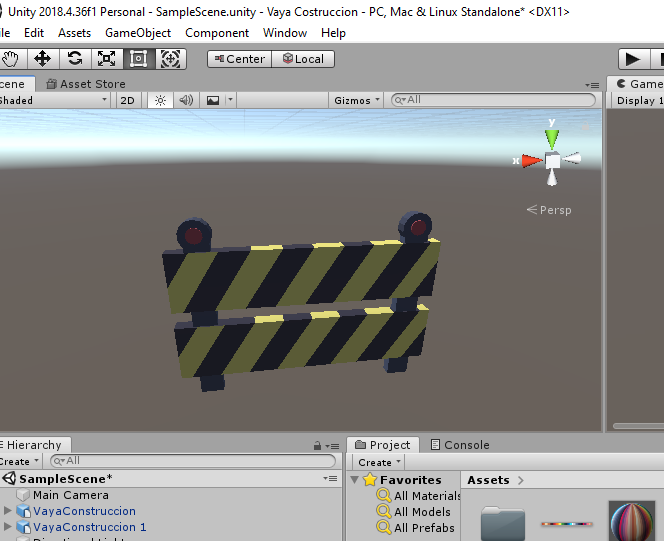 Unity 2018.4.36f1 Personal - SampleScene.unity - Vaya Costruccion - PC, Mac & Linux Standalone* <DX11>
ile Edit Assets GameObject Component Window Help
Center Local
cene Asset Store Game
Shaded 2D Gizmos All Display 1
y
x
Persp
Hierarchy Project Console
Create All Create
SampleScene* Favorites Assets
Main Camera All Materials
VayaConstruccion All Models
VayaConstruccion 1 All Prefabs